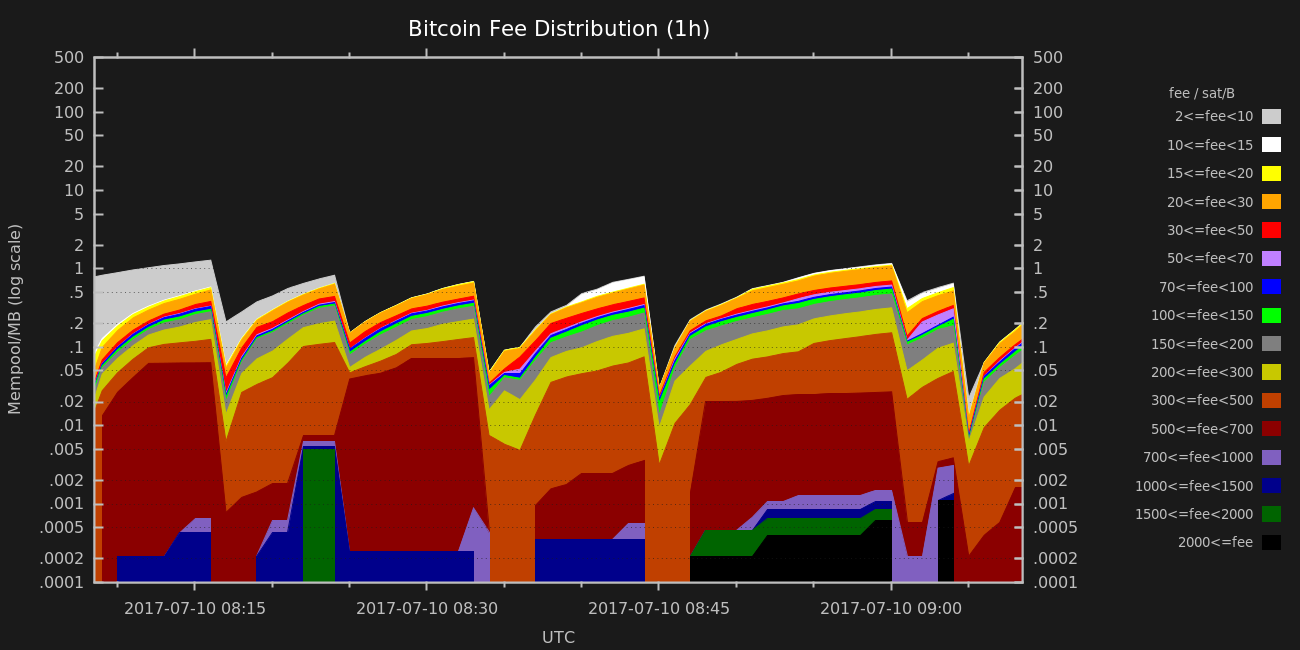 Bitcoin Fee Distribution (1h)
Mempool/MB (log scale)
500
200
100
50
20
10
5
2
1
.5
.2
.1
.05
.02
.01
.005
.002
.001
.0005
.0002
.0001
500
200
100
50
20
10
5
2
1
.5
.2
.1
.05
.02
.01
.005
.002
.001
.0005
.0002
.0001
2017-07-10 08:15 2017-07-10 08:30 2017-07-10 08:45 2017-07-10 09:00
UTC
fee / sat/B
2<=fee<10
10<=fee<15
15<=fee<20
20<=fee<30
30<=fee<50
50<=fee<70
70<=fee<100
100<=fee<150
150<=fee<200
200<=fee<300
300<=fee<500
500<=fee<700
700<=fee<1000
1000<=fee<1500
1500<=fee<2000
2000<=fee